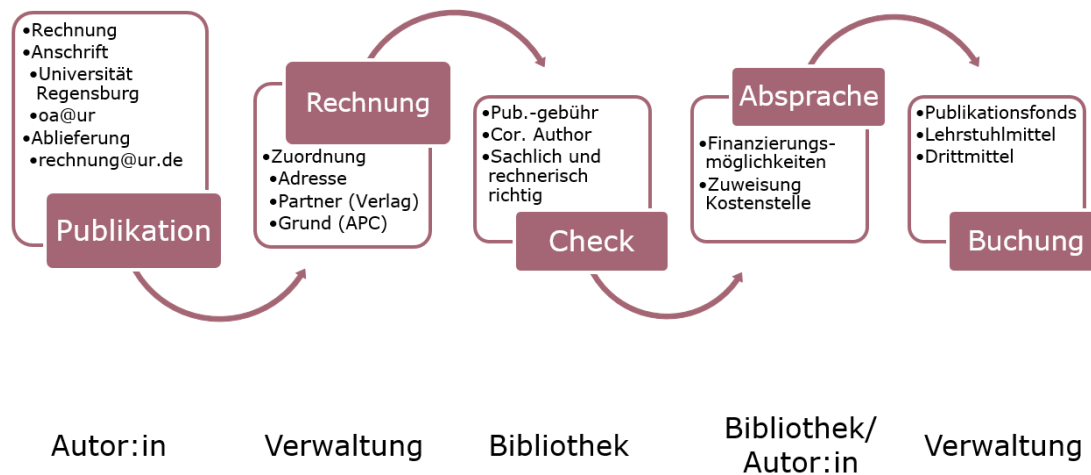 •Rechnung
•Anschrift
•Universität
Regensburg
•oa@ur
•Ablieferung
•rechnung@ur.de
Publikation
Rechnung
•Zuordnung
•Adresse
•Partner (Verlag)
•Grund (APC)
•Pub.-gebühr
•Cor. Author
•Sachlich und
rechnerisch
richtig
Check
Absprache
•Finanzierungs-
möglichkeiten
•Zuweisung
Kostenstelle
•Publikationsfonds
•Lehrstuhlmittel
•Drittmittel
Buchung
Autor:in
Verwaltung
Bibliothek
Bibliothek/
Autor:in
Verwaltung